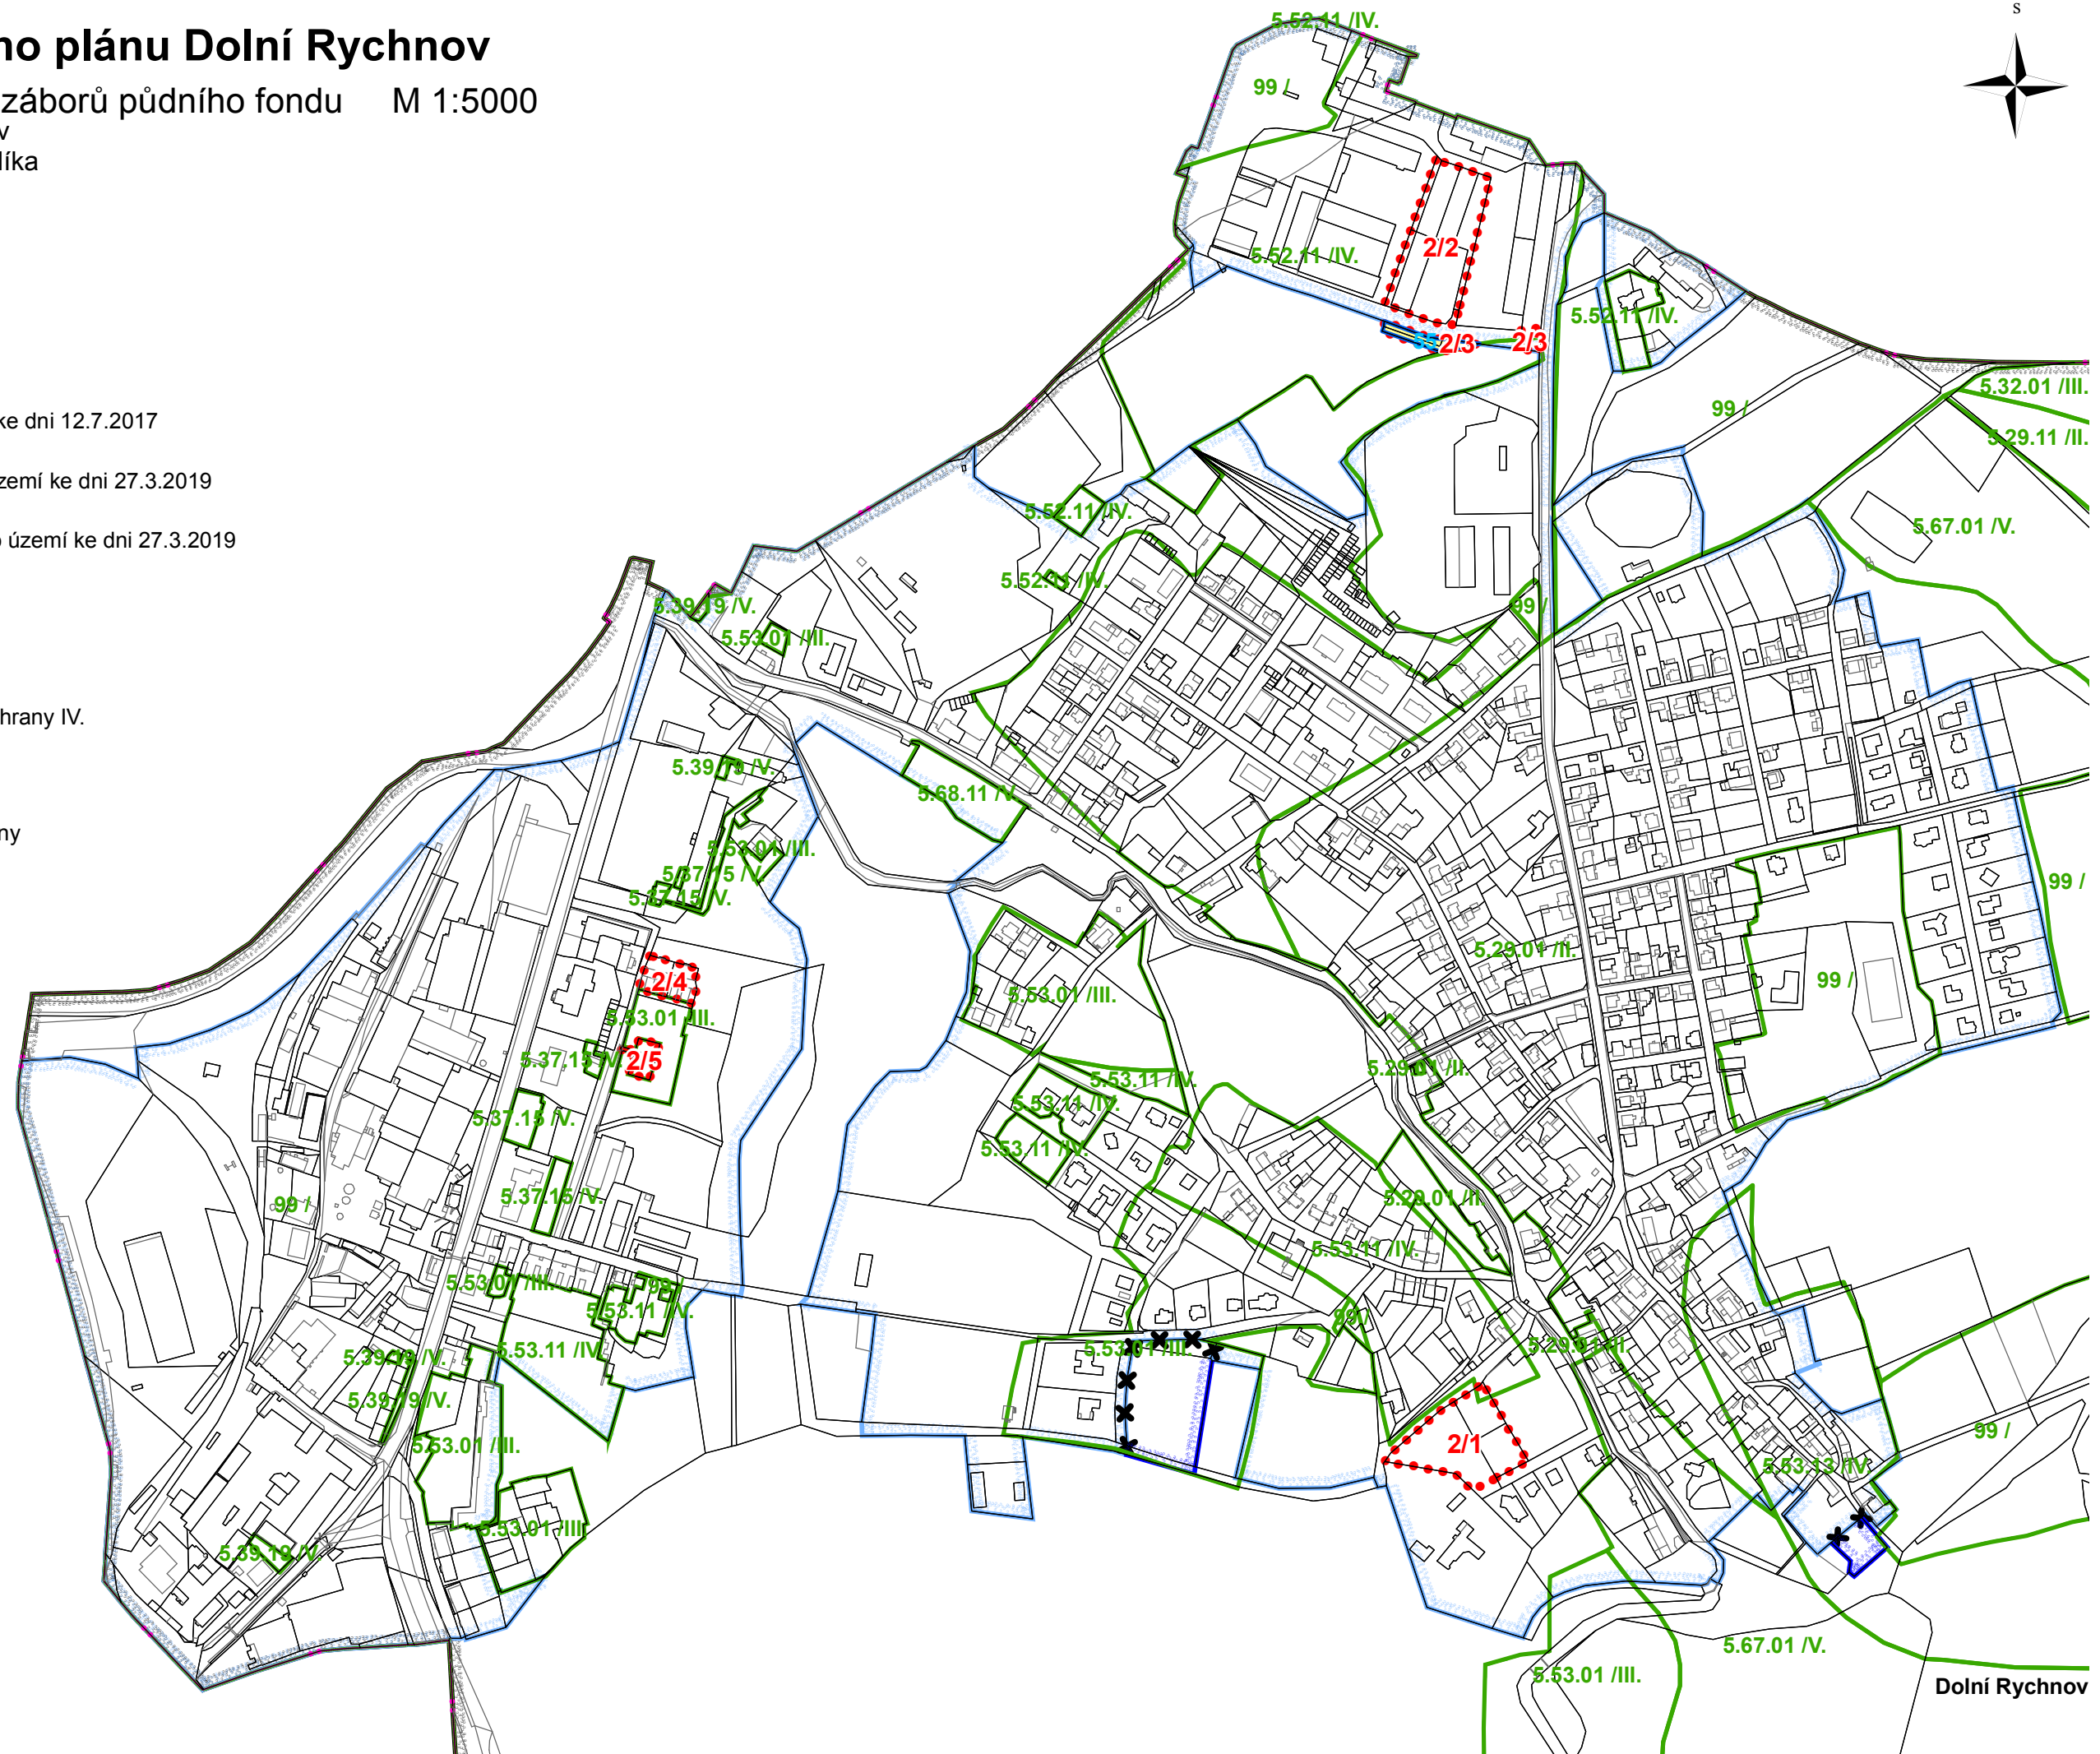 S
ho plánu Dolní Rychnov
záborů půdního fondu M 1:5000
v
líka
ke dni 12.7.2017
zemí ke dni 27.3.2019
o území ke dni 27.3.2019
hrany IV.
ny
5.52.11 /IV.
99 /
5.52.11 /IV.
2/2
5.52.11 /IV.
2/3
2/3
5.32.01 /III.
99 /
5.29.11 /II.
5.52.11 /IV.
5.67.01 /V.
5.52.11 /IV.
5.39.19 /V.
99 /
5.53.01 /III.
5.39.19 /V.
5.68.11 /V.
5.53.01 /III.
5.37.15 /V.
99 /
5.37.15 /V.
5.29.01 /II.
2/4
99 /
5.53.01 /III.
5.53.01 /III.
2/5
5.37.15 /V.
5.29.01 /II.
5.53.11 /IV.
5.53.11 /IV.
5.37.15 /V.
5.53.11 /IV.
5.37.15 /V.
5.29.01 /II.
99 /
5.53.11 /IV.
5.53.01 /III.
99 /
5.53.11 /IV.
99 /
5.53.11 /IV.
5.53.01 /III.
5.29.01 /II.
5.39.19 /V.
5.39.19 /V.
99 /
5.53.01 /III.
2/1
5.53.13 /IV.
5.53.01 /III.
5.39.19 /V.
5.67.01 /V.
5.53.01 /III.
Dolní Rychnov